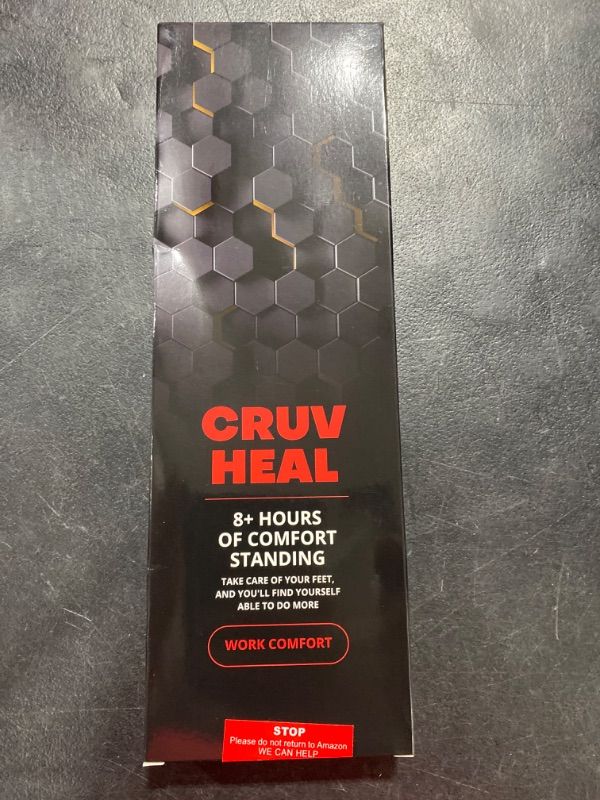 CRUV
HEAL
8+ HOURS
OF COMFORT
STANDING
TAKE CARE OF YOUR FEET,
AND YOU'LL FIND YOURSELF
ABLE TO DO MORE
WORK COMFORT
STOP
Please do not return to Amazon
WE CAN HELP